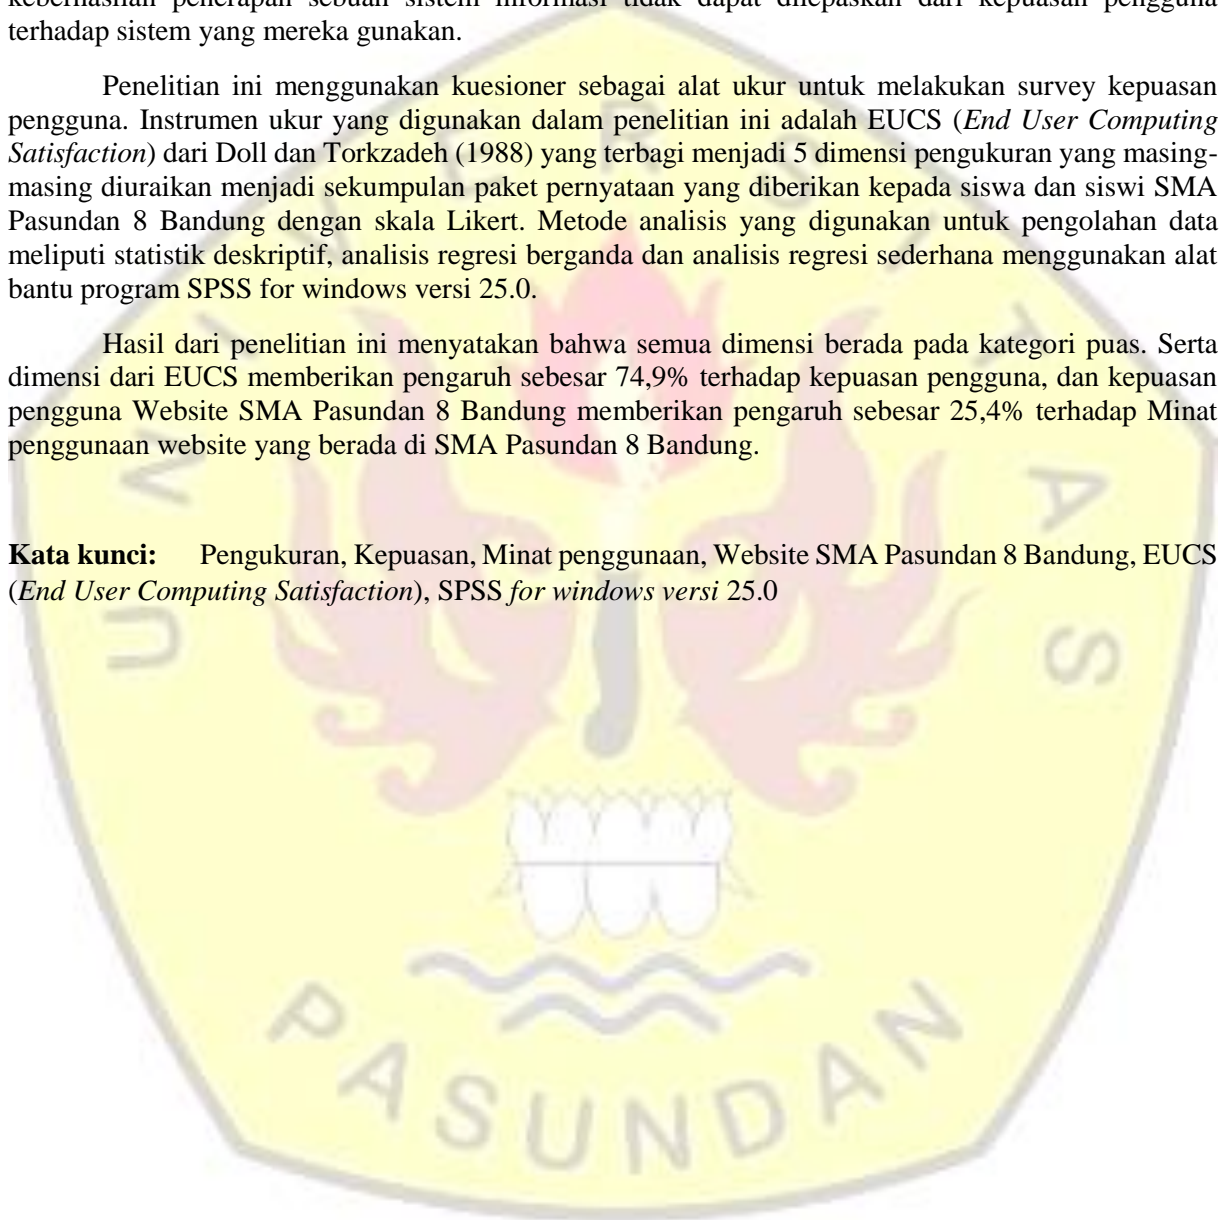 keberhasilan penerapan sebuah sistem informasi tidak dapat dilepaskan dari kepuasan pengguna
terhadap sistem yang mereka gunakan.
Penelitian ini menggunakan kuesioner sebagai alat ukur untuk melakukan survey kepuasan
pengguna. Instrumen ukur yang digunakan dalam penelitian ini adalah EUCS (End User Computing
Satisfaction) dari Doll dan Torkzadeh (1988) yang terbagi menjadi 5 dimensi pengukuran yang masing-
masing diuraikan menjadi sekumpulan paket pernyataan yang diberikan kepada siswa dan siswi SMA
Pasundan 8 Bandung dengan skala Likert. Metode analisis yang digunakan untuk pengolahan data
meliputi statistik deskriptif, analisis regresi berganda dan analisis regresi sederhana menggunakan alat
bantu program SPSS for windows versi 25.0.
Hasil dari penelitian ini menyatakan bahwa semua dimensi berada pada kategori puas. Serta
dimensi dari EUCS memberikan pengaruh sebesar 74,9% terhadap kepuasan pengguna, dan kepuasan
pengguna Website SMA Pasundan 8 Bandung memberikan pengaruh sebesar 25,4% terhadap Minat
penggunaan website yang berada di SMA Pasundan 8 Bandung.
Kata kunci: Pengukuran, Kepuasan, Minat penggunaan, Website SMA Pasundan 8 Bandung, EUCS
(End User Computing Satisfaction), SPSS for windows versi 25.0
UNIVERSITAS
PASUNDAN